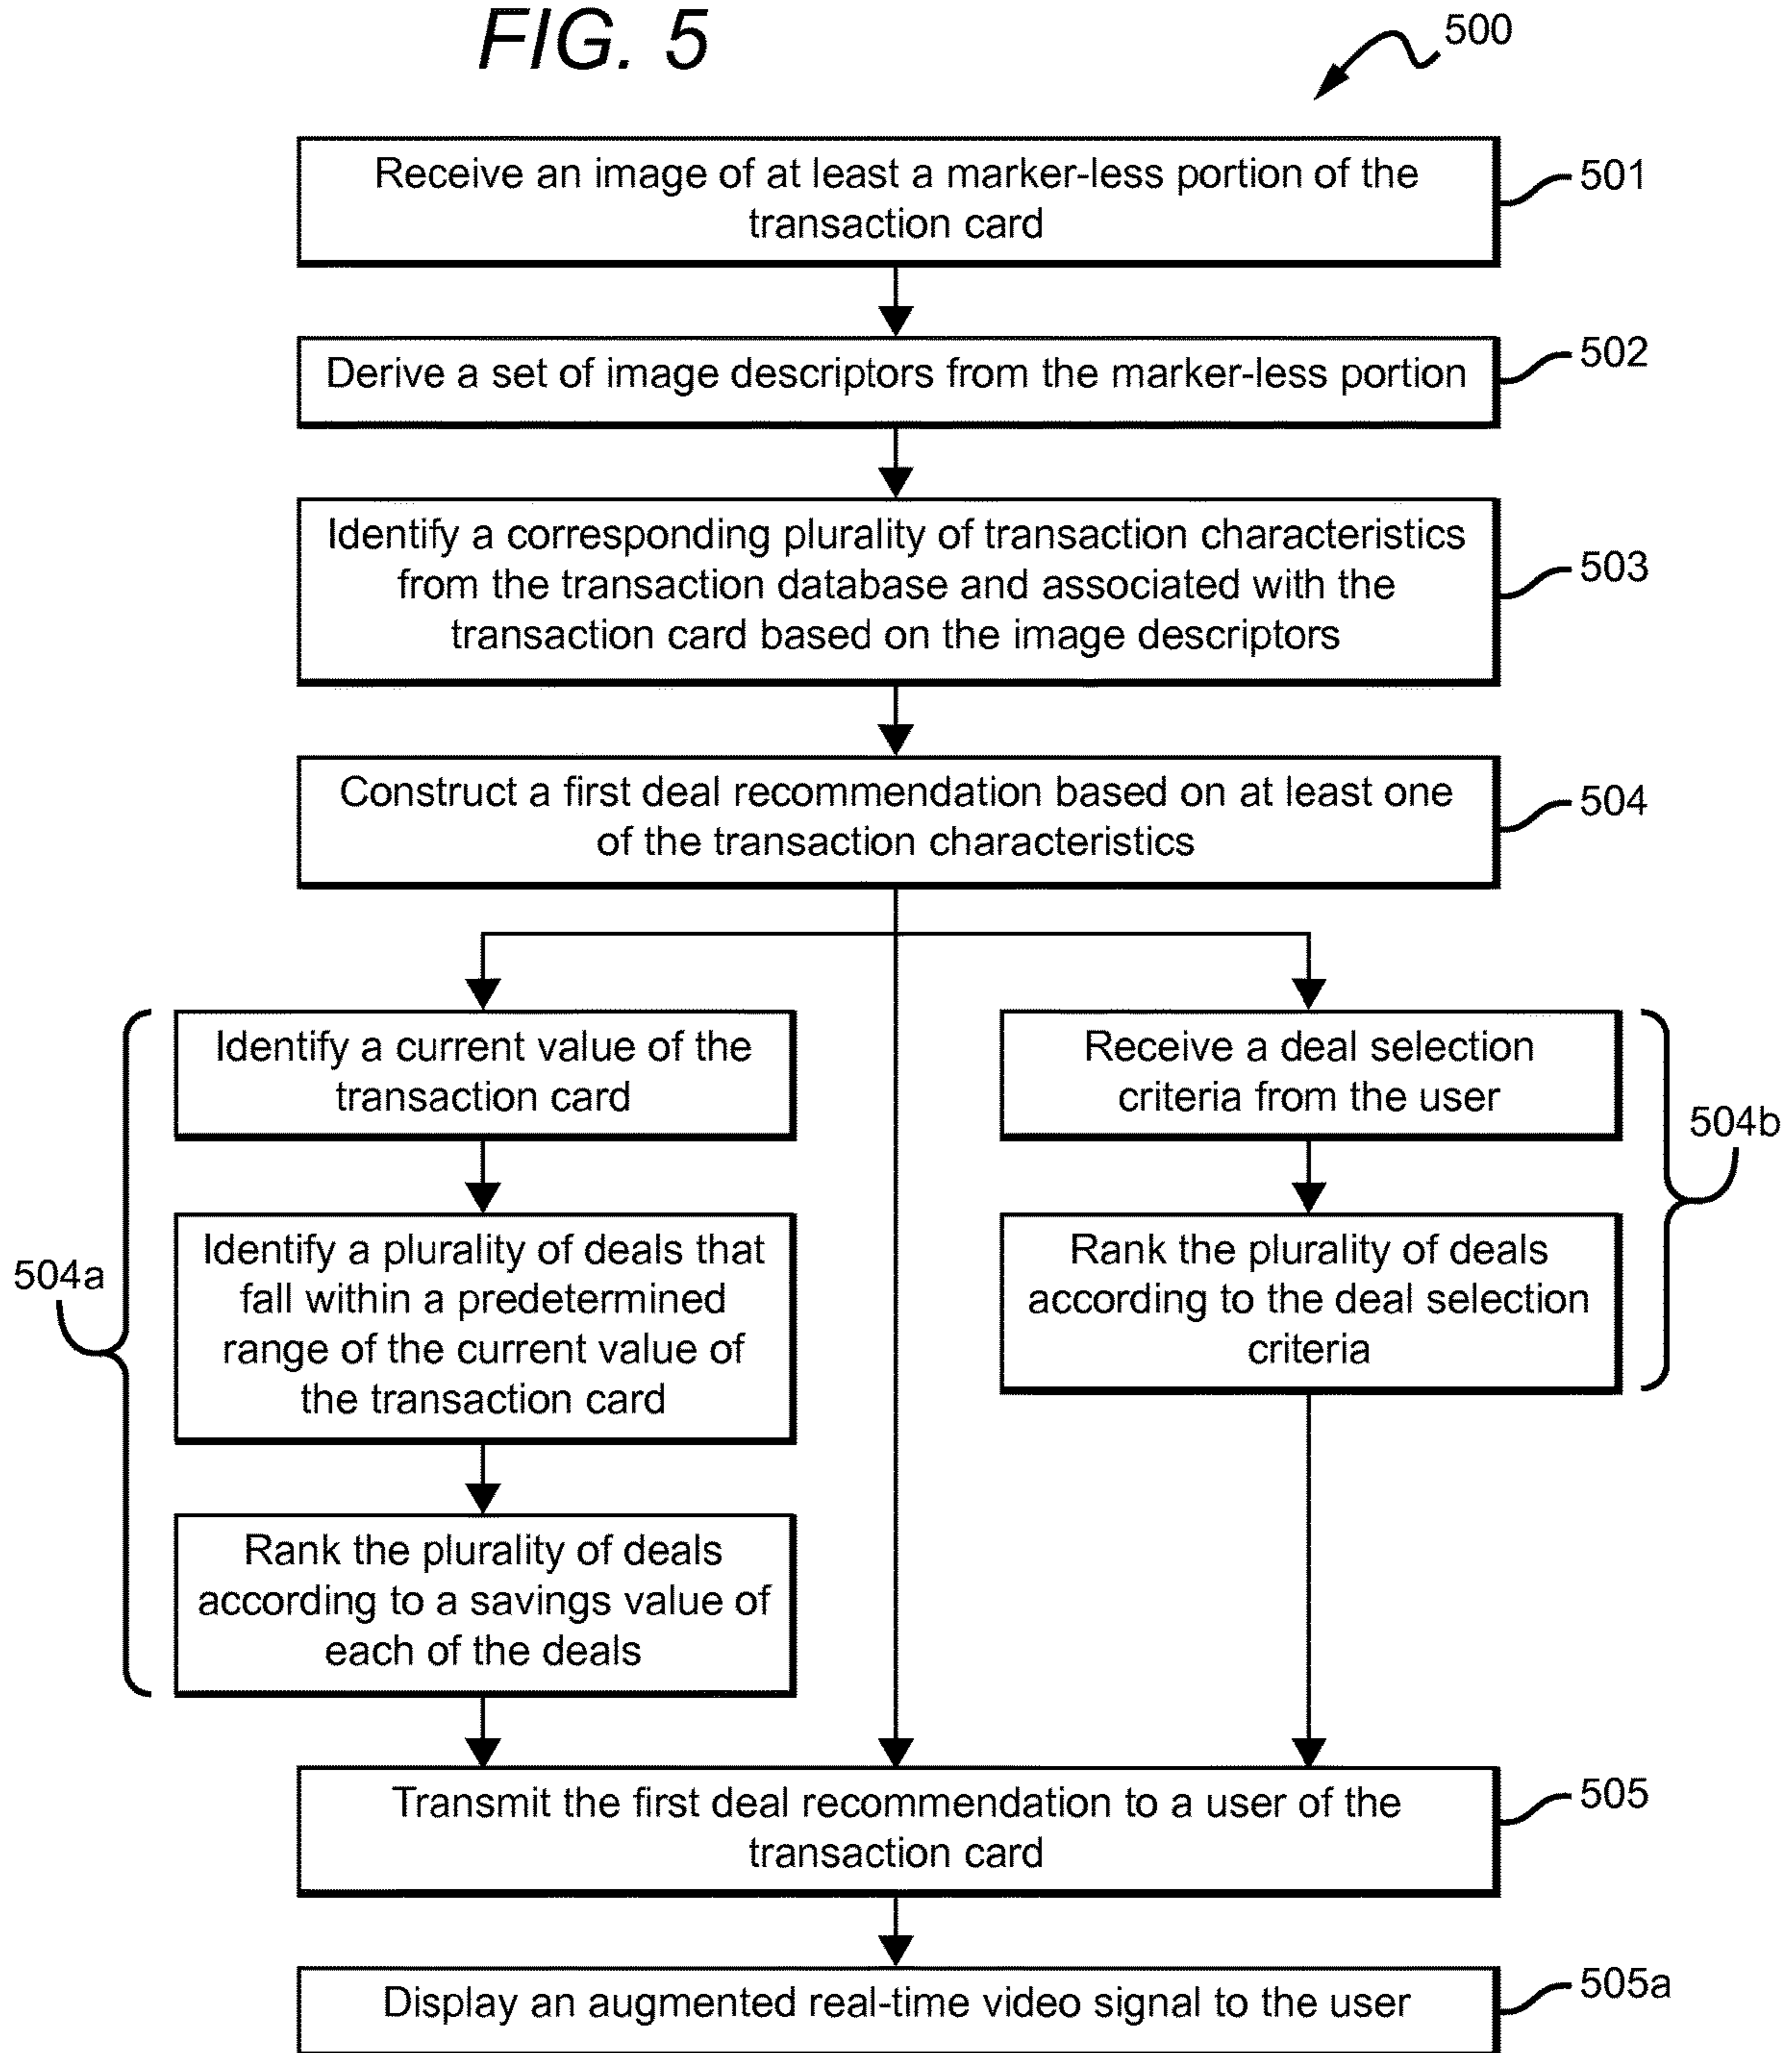 FIG. 5
500
Receive an image of at least a marker-less portion of the
transaction card
501
Derive a set of image descriptors from the marker-less portion
502
Identify a corresponding plurality of transaction characteristics
from the transaction database and associated with the
transaction card based on the image descriptors
503
Construct a first deal recommendation based on at least one
of the transaction characteristics
504
504a
Identify a current value of the
transaction card
Identify a plurality of deals that
fall within a predetermined
range of the current value of
the transaction card
Rank the plurality of deals
according to a savings value of
each of the deals
Receive a deal selection
criteria from the user
Rank the plurality of deals
according to the deal selection
criteria
504b
Transmit the first deal recommendation to a user of the
transaction card
505
Display an augmented real-time video signal to the user
505a